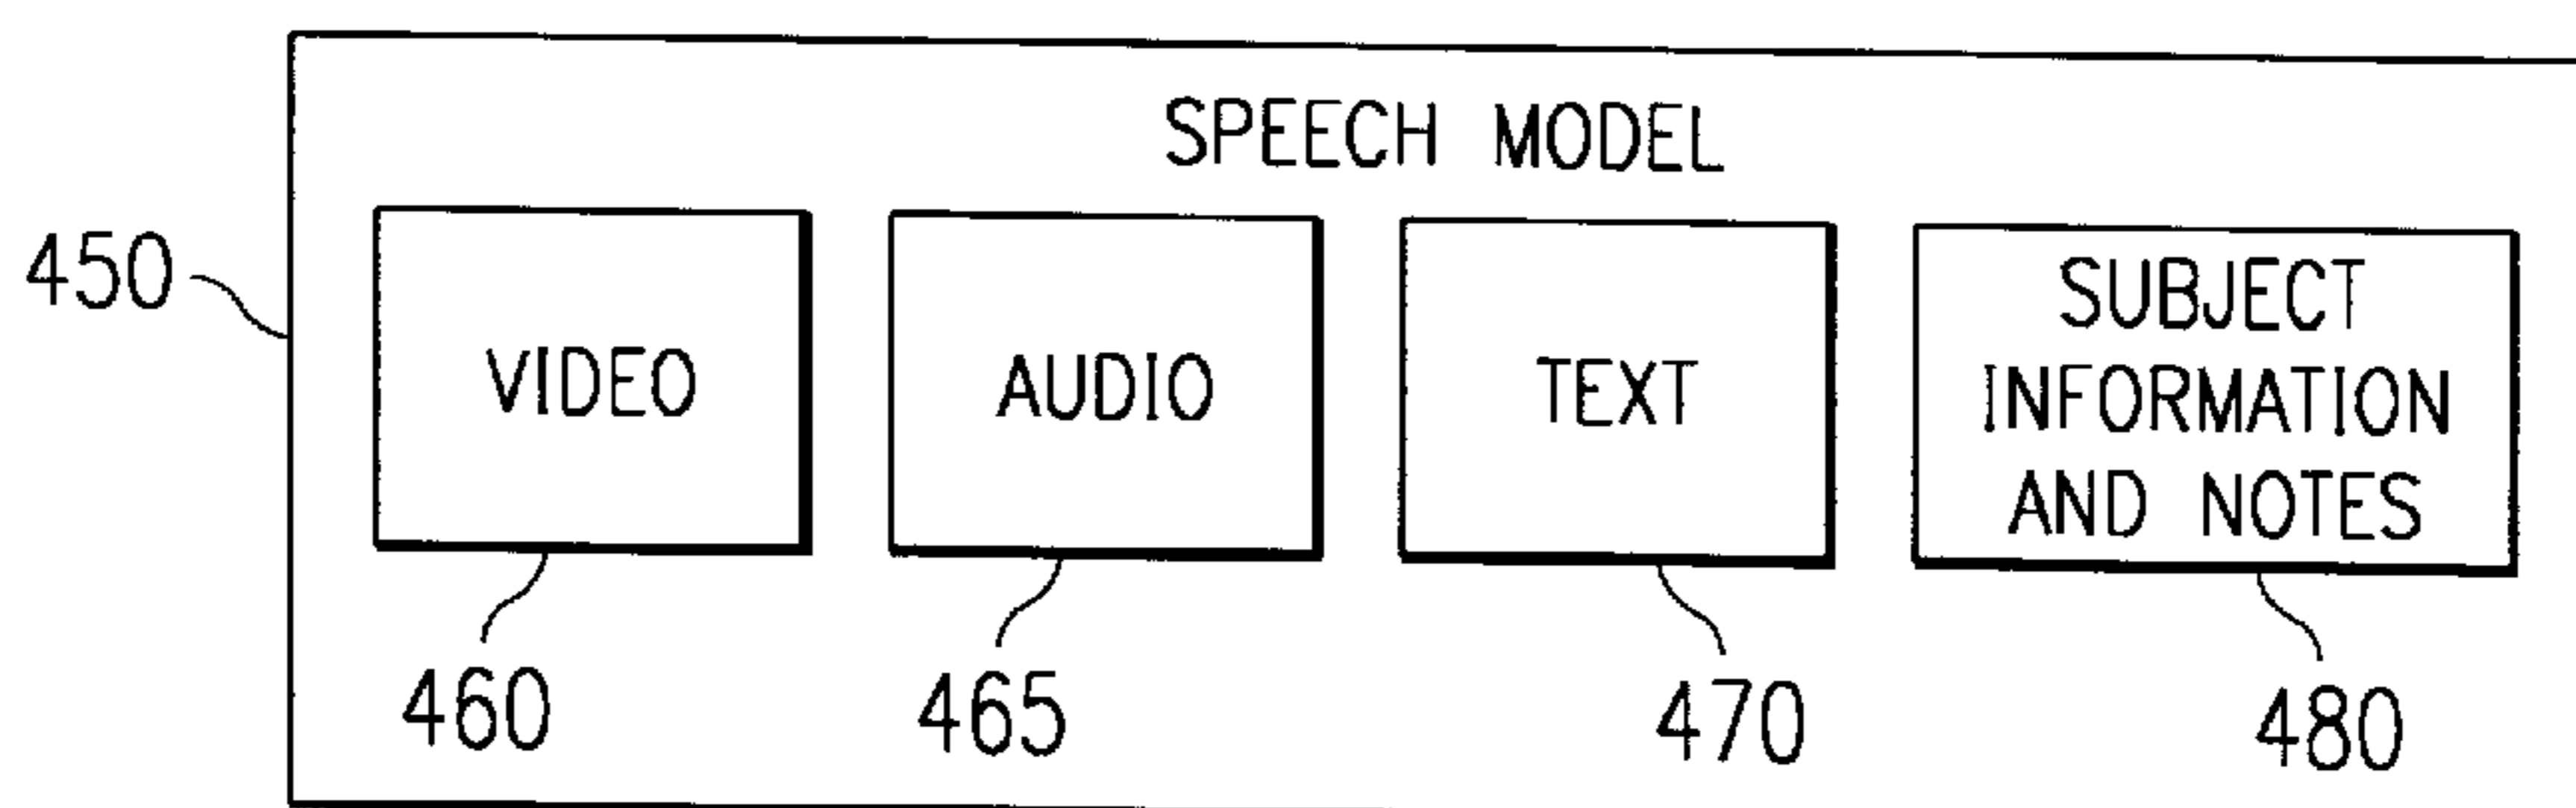 SPEECH MODEL
450
VIDEO
AUDIO
TEXT
SUBJECT
INFORMATION
AND NOTES
460
465
470
480